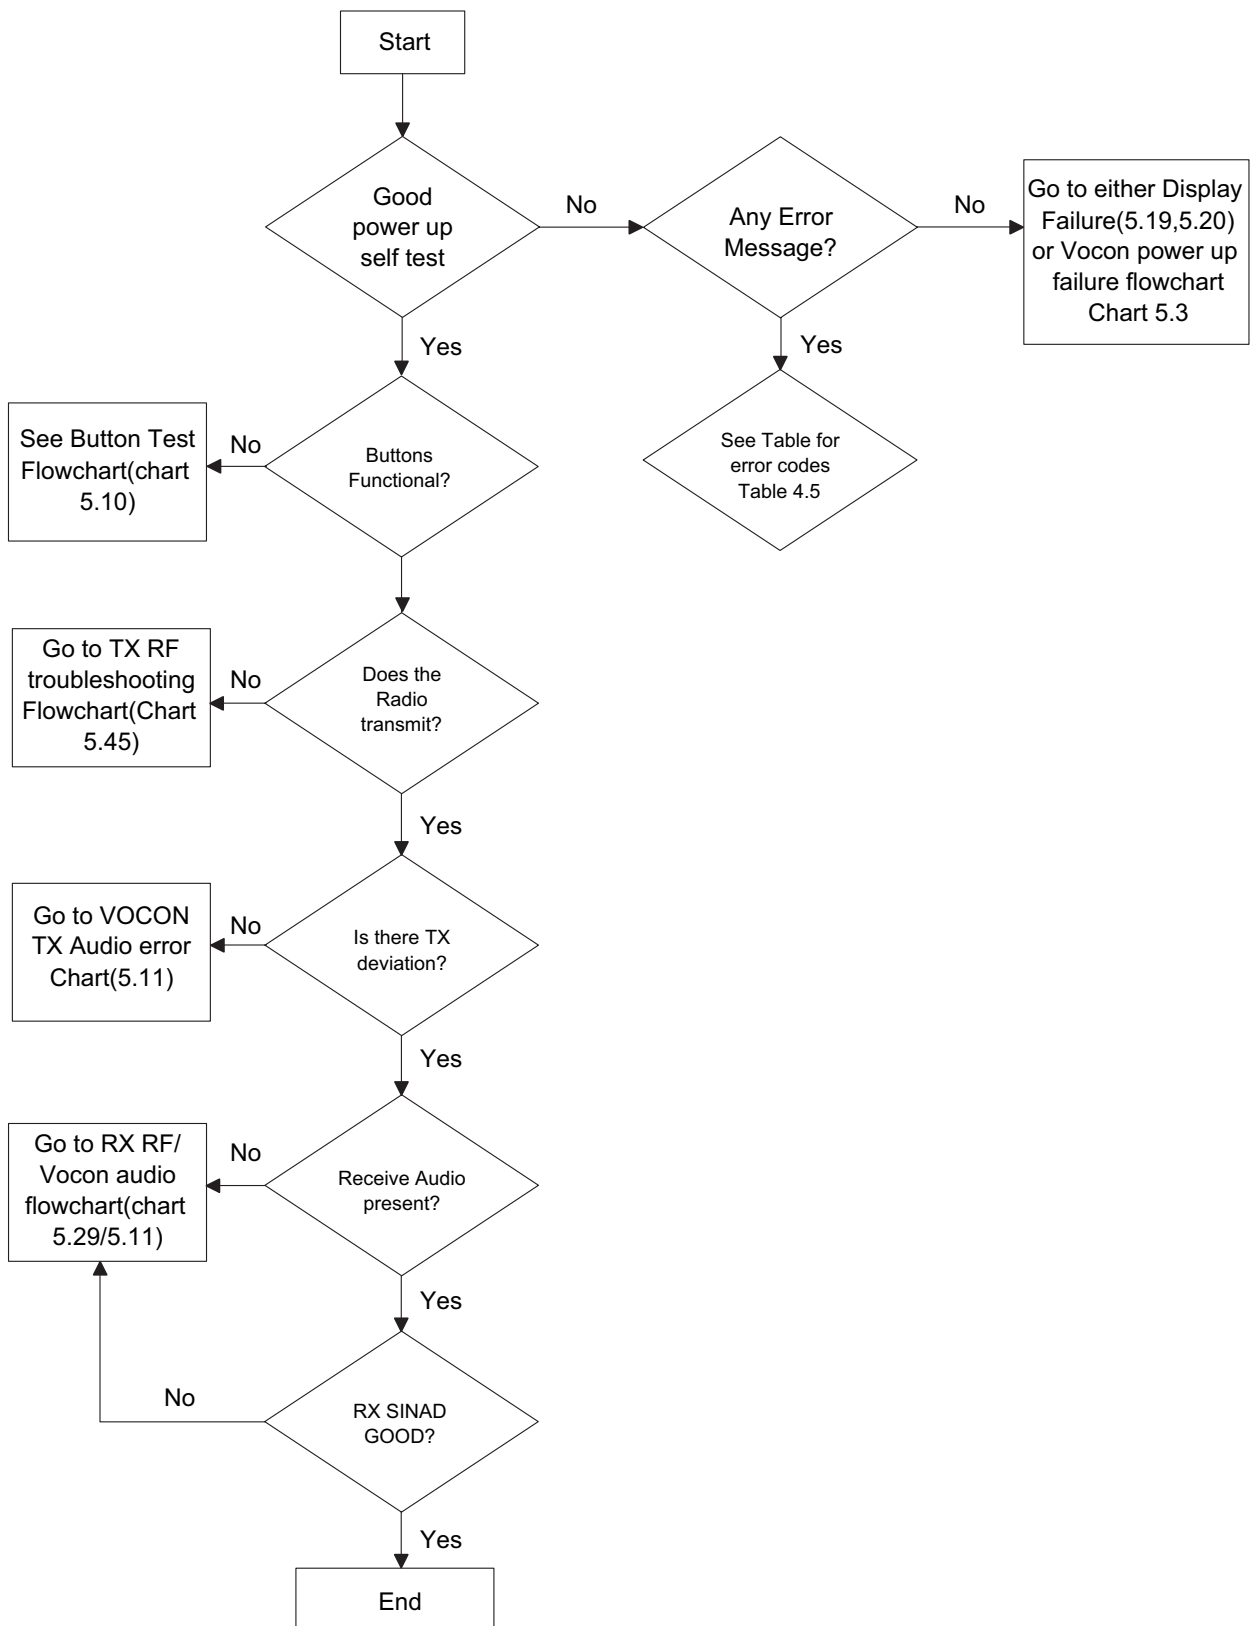 Start
Good
power up
self test
No
Any Error
Message?
No
Go to either Display
Failure(5.19,5.20)
or Vocon power up
failure flowchart
Chart 5.3
Yes
Yes
See Button Test
Flowchart(chart
5.10)
No
Buttons
Functional?
See Table for
error codes
Table 4.5
Go to TX RF
troubleshooting
Flowchart(Chart
5.45)
No
Does the
Radio
transmit?
Yes
Go to VOCON
TX Audio error
Chart(5.11)
No
Is there TX
deviation?
Yes
Go to RX RF/
Vocon audio
flowchart(chart
5.29/5.11)
No
Receive Audio
present?
Yes
No
RX SINAD
GOOD?
Yes
End